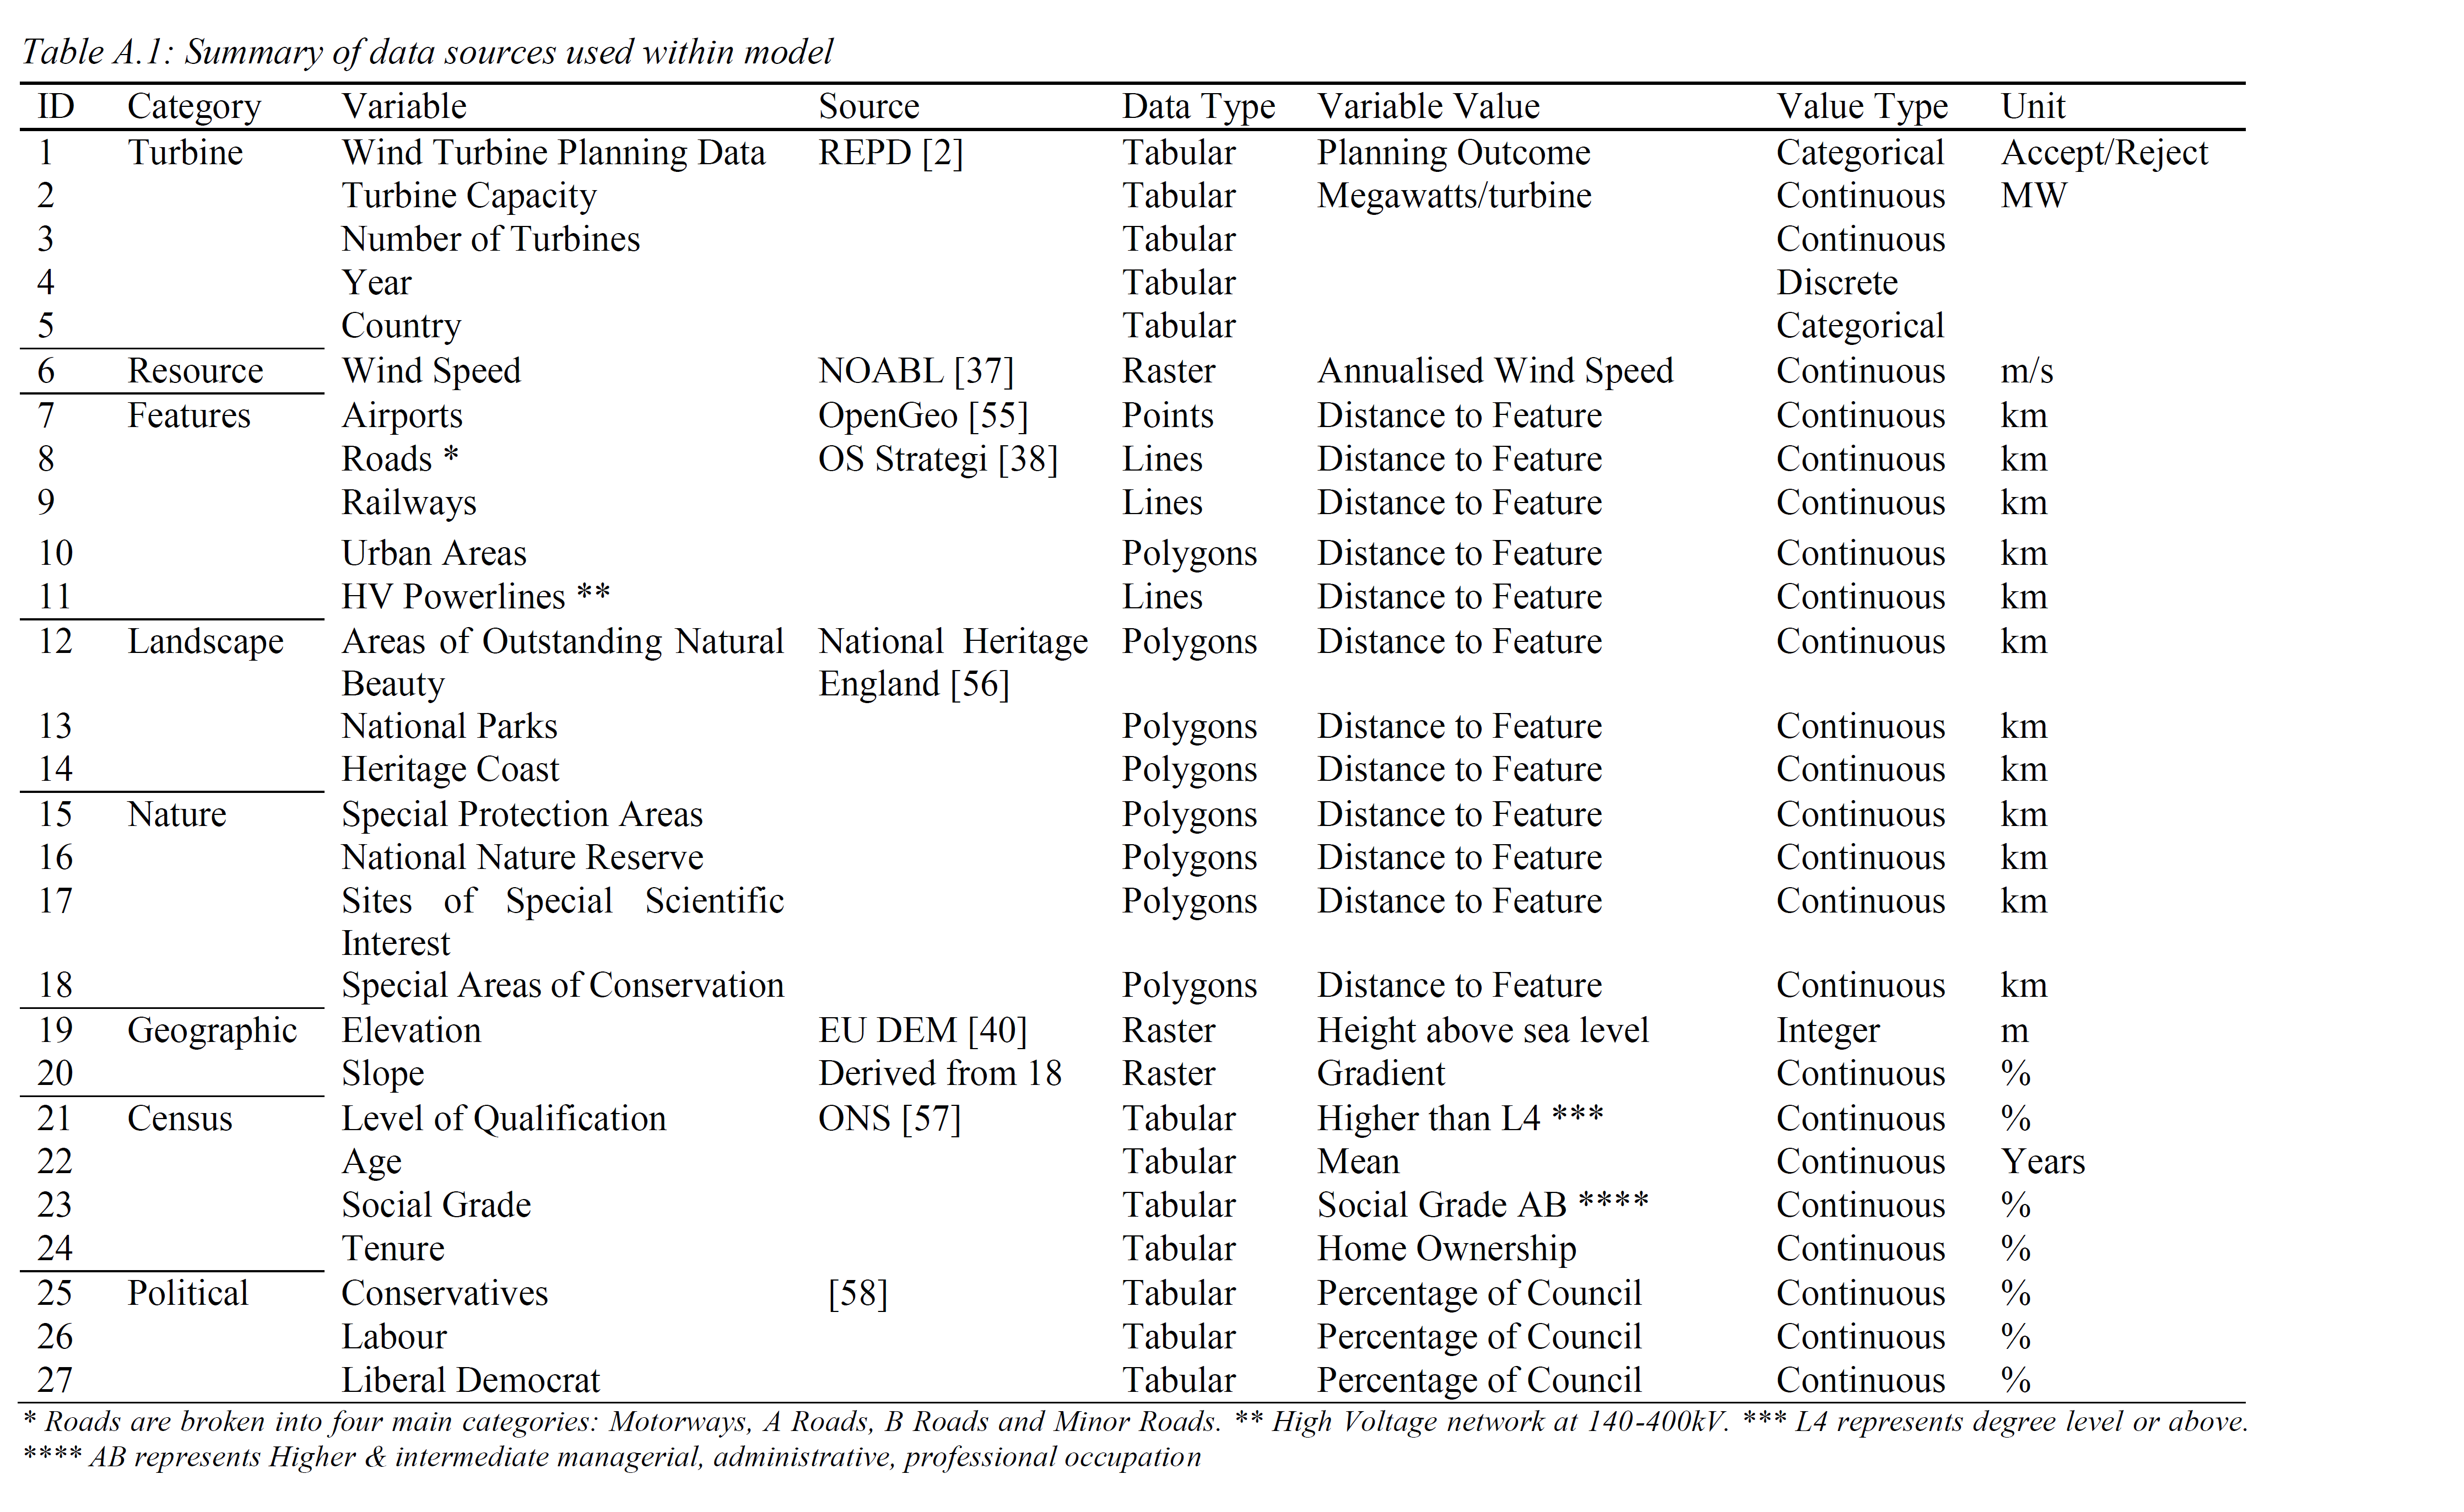 Table A.1: Summary of data sources used within model
ID Category Variable Source Data Type Variable Value Value Type Unit
1 Turbine Wind Turbine Planning Data REPD [2] Tabular Planning Outcome Categorical Accept/Reject
2 Turbine Capacity Tabular Megawatts/turbine Continuous MW
3 Number of Turbines Tabular Continuous
4 Year Tabular Discrete
5 Country Tabular Categorical
6 Resource Wind Speed NOABL [37] Raster Annualised Wind Speed Continuous m/s
7 Features Airports OpenGeo [55] Points Distance to Feature Continuous km
8 Roads * OS Strategi [38] Lines Distance to Feature Continuous km
9 Railways Lines Distance to Feature Continuous km
10 Urban Areas Polygons Distance to Feature Continuous km
11 HV Powerlines ** Lines Distance to Feature Continuous km
12 Landscape Areas of Outstanding Natural National Heritage Polygons Distance to Feature Continuous km
Beauty England [56]
13 National Parks Polygons Distance to Feature Continuous km
14 Heritage Coast Polygons Distance to Feature Continuous km
15 Nature Special Protection Areas Polygons Distance to Feature Continuous km
16 National Nature Reserve Polygons Distance to Feature Continuous km
17 Sites of Special Scientific Polygons Distance to Feature Continuous km
Interest
18 Special Areas of Conservation Polygons Distance to Feature Continuous km
19 Geographic Elevation EU DEM [40] Raster Height above sea level Integer m
20 Slope Derived from 18 Raster Gradient Continuous %
21 Census Level of Qualification ONS [57] Tabular Higher than L4 *** Continuous %
22 Age Tabular Mean Continuous Years
23 Social Grade Tabular Social Grade AB **** Continuous %
24 Tenure Tabular Home Ownership Continuous %
25 Political Conservatives [58] Tabular Percentage of Council Continuous %
26 Labour Tabular Percentage of Council Continuous %
27 Liberal Democrat Tabular Percentage of Council Continuous %
* Roads are broken into four main categories: Motorways, A Roads, B Roads and Minor Roads. ** High Voltage network at 140-400kV. *** L4 represents degree level or above.
**** AB represents Higher & intermediate managerial, administrative, professional occupation